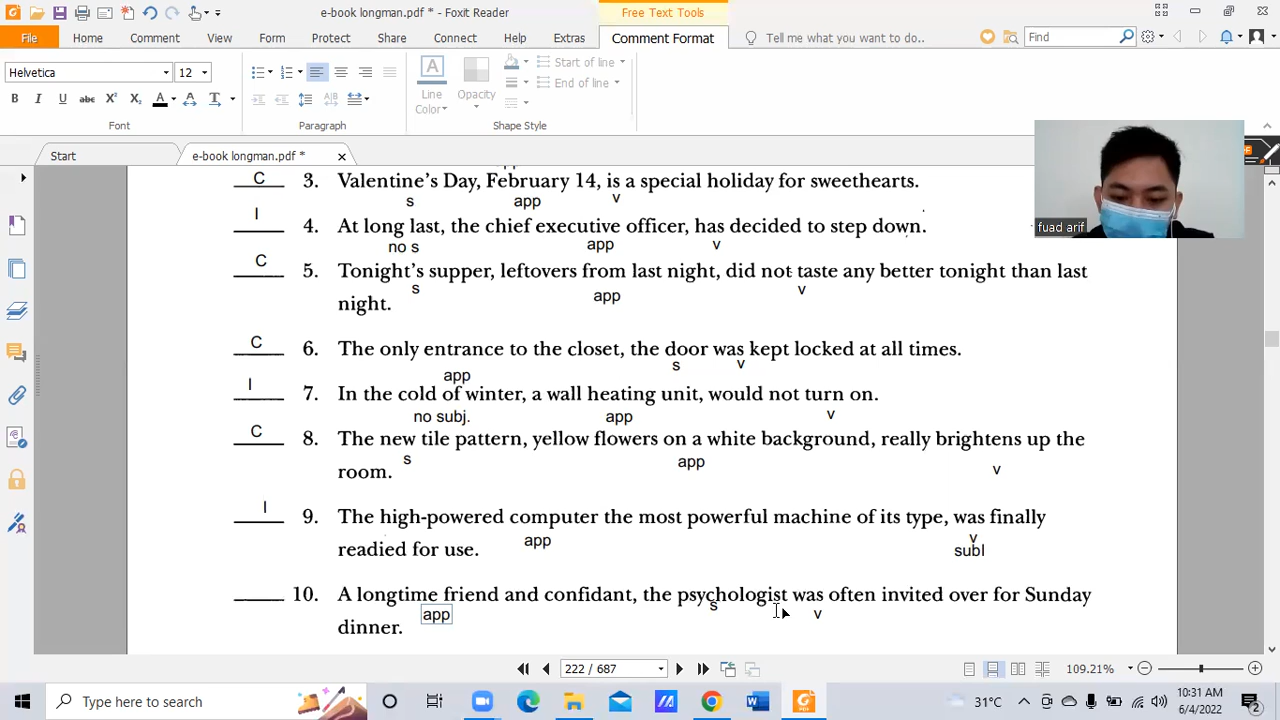 e-book longman.pdf * - Foxit Reader
Free Text Tools
File Home Comment View Form Protect Share Connect Help Extras Comment Format Tell me what you want to do.. Find
Helvetica 12
B I U abc X² X₂ A T
Line Color Opacity
Start of line
End of line
Font Paragraph Shape Style
Start e-book longman.pdf *
C 3. Valentine's Day, February 14, is a special holiday for sweethearts.
s app v
I 4. At long last, the chief executive officer, has decided to step down.
no s app v
C 5. Tonight's supper, leftovers from last night, did not taste any better tonight than last
s app v
night.
C 6. The only entrance to the closet, the door was kept locked at all times.
s v
app
I 7. In the cold of winter, a wall heating unit, would not turn on.
no subj. app v
C 8. The new tile pattern, yellow flowers on a white background, really brightens up the
s app v
room.
I 9. The high-powered computer the most powerful machine of its type, was finally
app v
readied for use. subl
10. A longtime friend and confidant, the psychologist was often invited over for Sunday
app s v
dinner.
fuad arif
222 / 687 109.21%
Type here to search
31°C
10:31 AM
6/4/2022
2